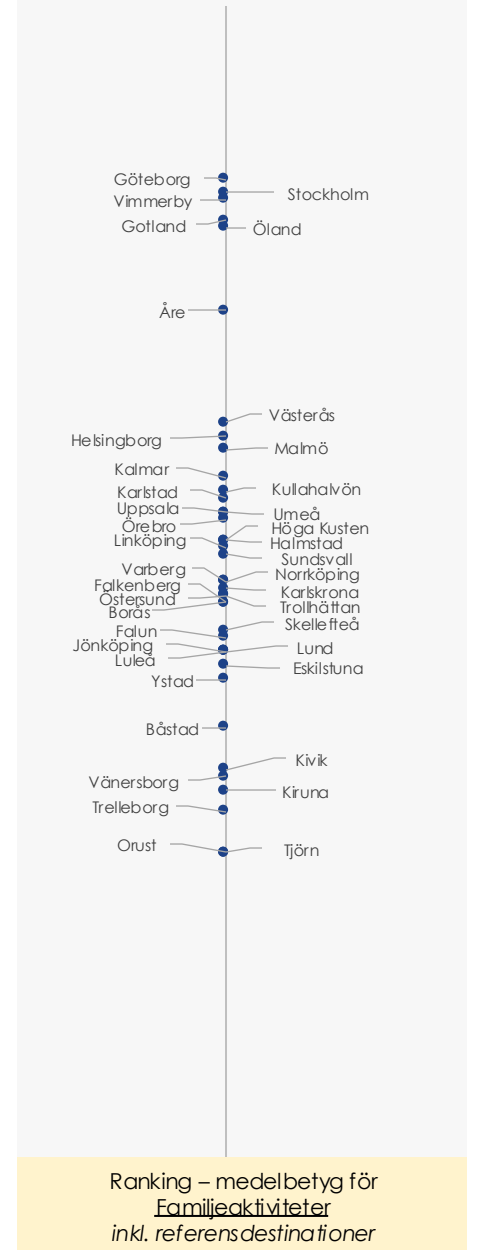 Göteborg
Stockholm
Vimmerby
Gotland
Öland
Åre
Västerås
Helsingborg
Malmö
Kalmar
Kullahalvön
Karlstad
Uppsala
Umeå
Örebro
Höga Kusten
Linköping
Halmstad
Sundsvall
Varberg
Norrköping
Falkenberg
Karlskrona
Östersund
Trollhättan
Borås
Skellefteå
Falun
Jönköping
Lund
Luleå
Eskilstuna
Ystad
Båstad
Kivik
Vänersborg
Kiruna
Trelleborg
Orust
Tjörn
Ranking – medelbetyg för
Familjeaktiviteter
inkl. referensdestinationer